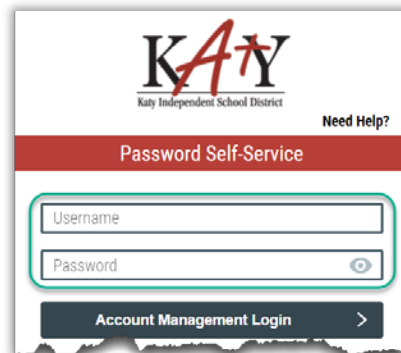 KAtY
Katy Independent School District
Need Help?
Password Self-Service
Username
Password
Account Management Login